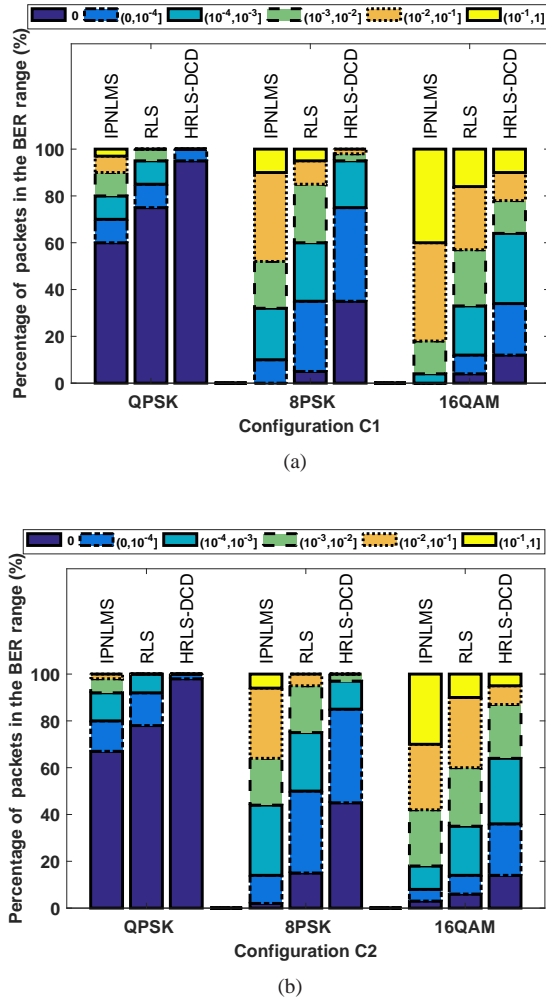 0 (0,10⁻⁴] (10⁻⁴,10⁻³] (10⁻³,10⁻²] (10⁻²,10⁻¹] (10⁻¹,1]
IPNLMS RLS HRLS-DCD IPNLMS RLS HRLS-DCD IPNLMS RLS HRLS-DCD
Percentage of packets in the BER range (%)
100
80
60
40
20
0
QPSK 8PSK 16QAM
Configuration C1
(a)
0 (0,10⁻⁴] (10⁻⁴,10⁻³] (10⁻³,10⁻²] (10⁻²,10⁻¹] (10⁻¹,1]
IPNLMS RLS HRLS-DCD IPNLMS RLS HRLS-DCD IPNLMS RLS HRLS-DCD
Percentage of packets in the BER range (%)
100
80
60
40
20
0
QPSK 8PSK 16QAM
Configuration C2
(b)